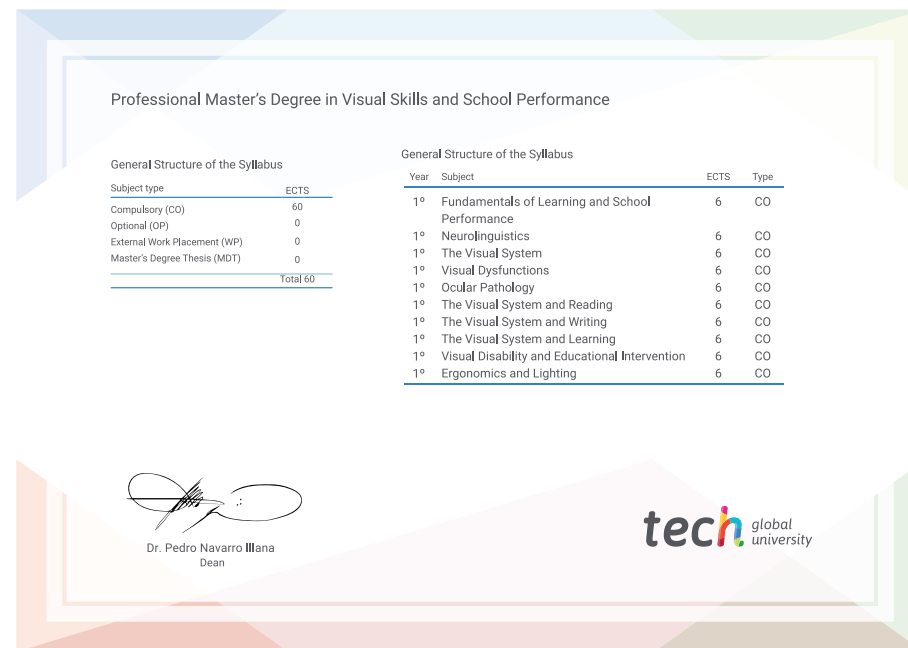 Professional Master's Degree in Visual Skills and School Performance
General Structure of the Syllabus
Subject type ECTS
Compulsory (CO) 60
Optional (OP) 0
External Work Placement (WP) 0
Master's Degree Thesis (MDT) 0
Total 60
General Structure of the Syllabus
Year Subject ECTS Type
1º Fundamentals of Learning and School 6 CO
Performance
1º Neurolinguistics 6 CO
1º The Visual System 6 CO
1º Visual Dysfunctions 6 CO
1º Ocular Pathology 6 CO
1º The Visual System and Reading 6 CO
1º The Visual System and Writing 6 CO
1º The Visual System and Learning 6 CO
1º Visual Disability and Educational Intervention 6 CO
1º Ergonomics and Lighting 6 CO
Dr. Pedro Navarro Illana
Dean
tech global
university